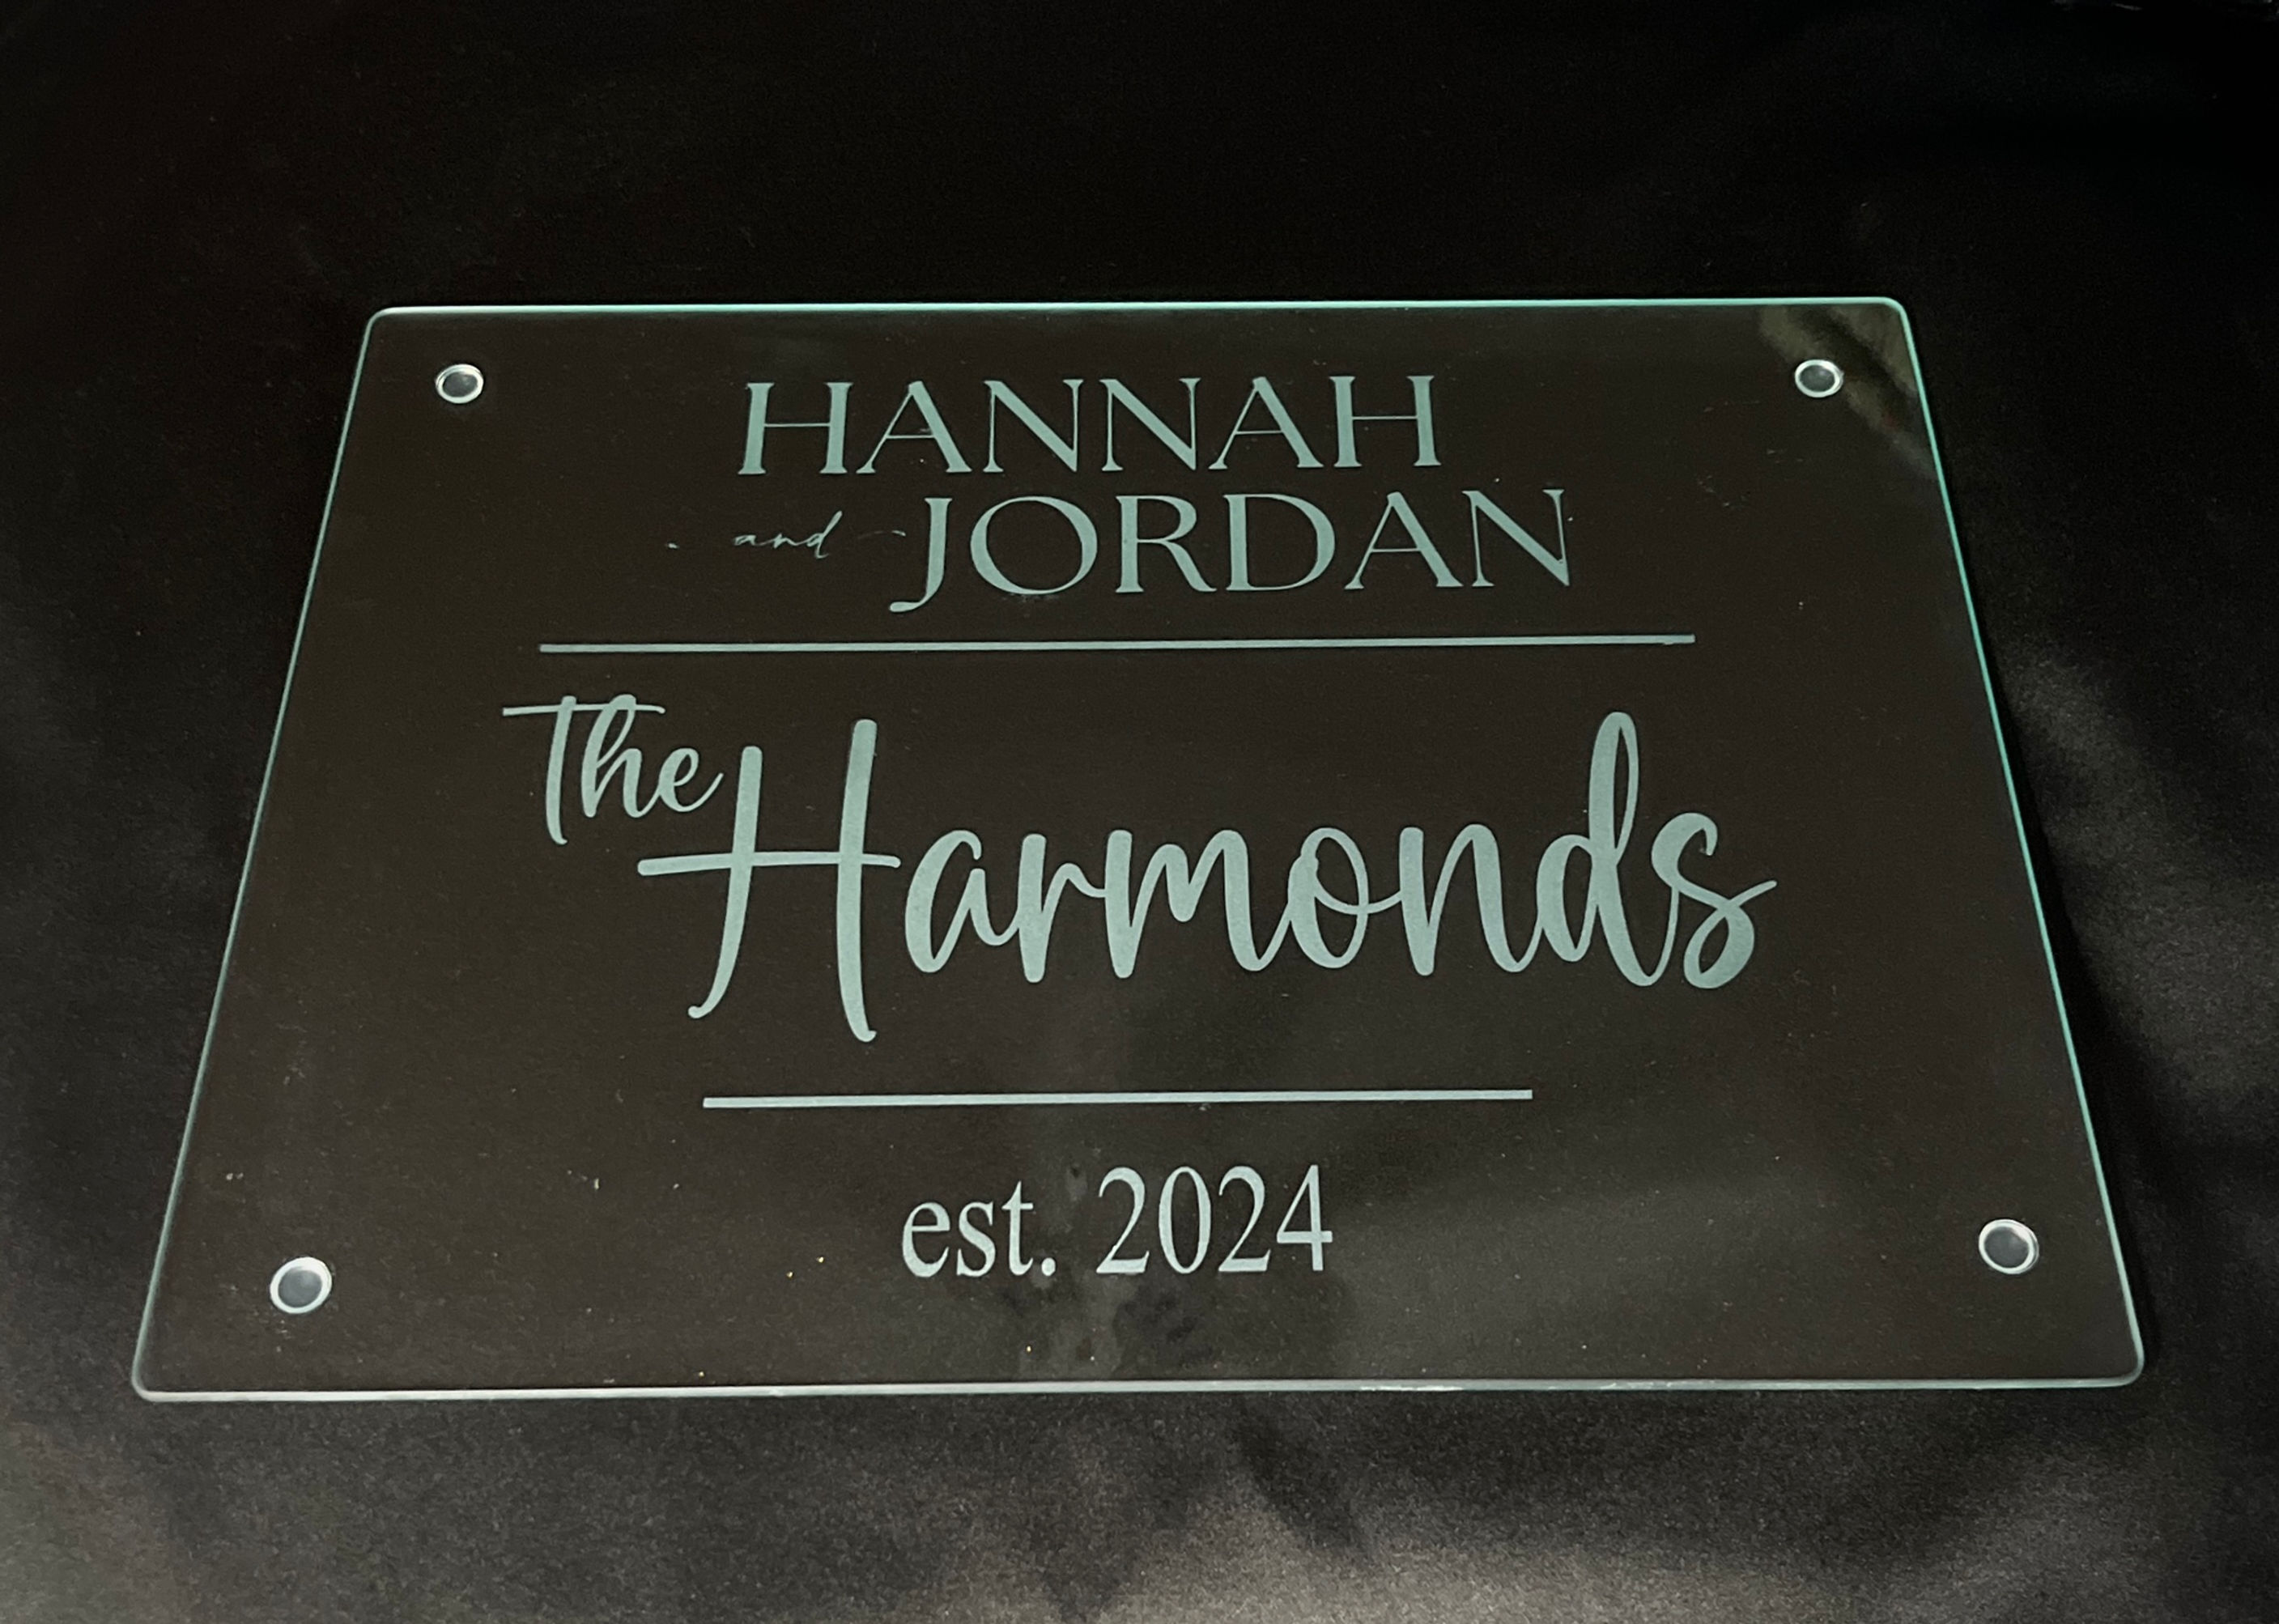 HANNAH
and JORDAN
The Harmonds
est. 2024